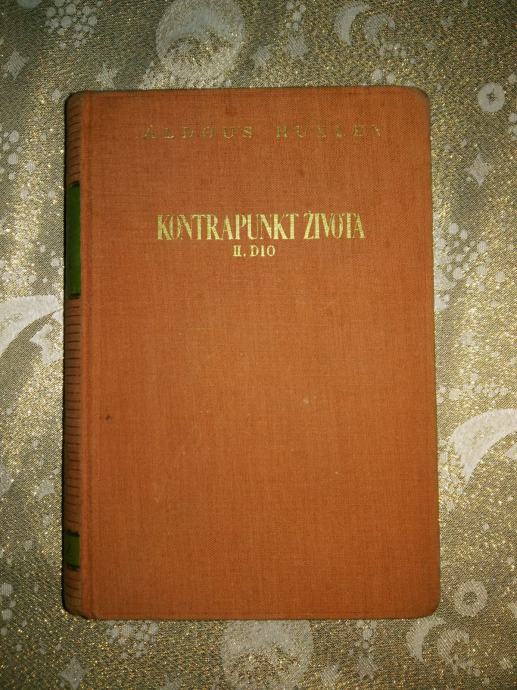 ALDOUS HUXLEY
KONTRAPUNKT ŽIVOTA
II. DIO